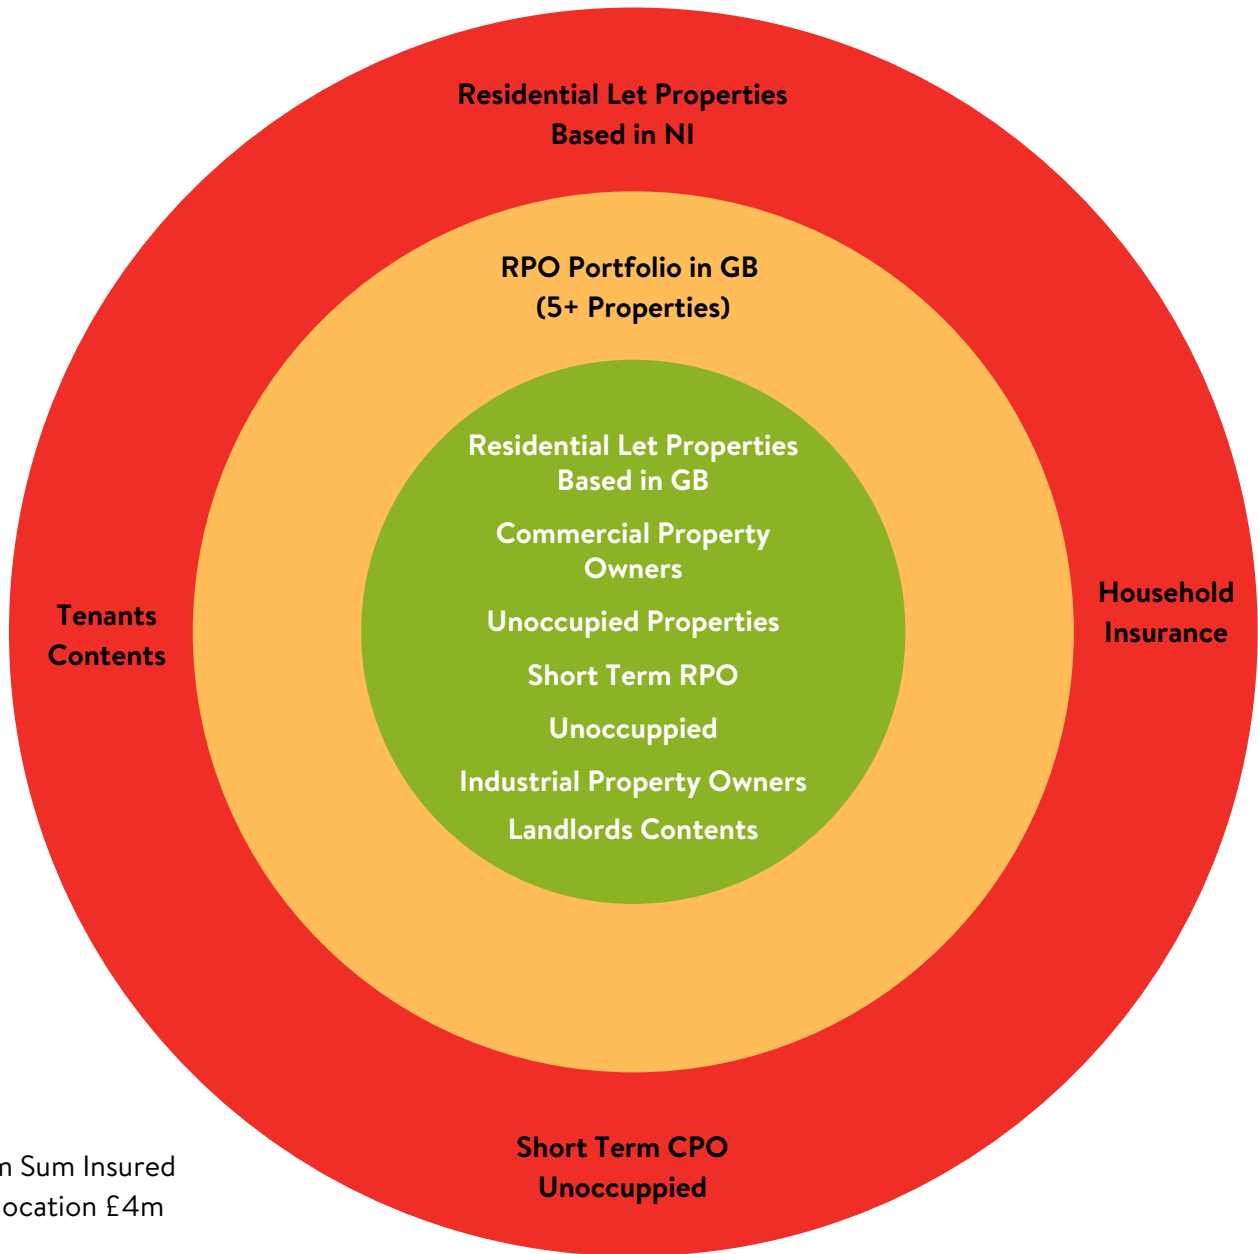 Residential Let Properties
Based in NI
RPO Portfolio in GB
(5+ Properties)
Residential Let Properties
Based in GB
Commercial Property
Owners
Unoccupied Properties
Short Term RPO
Unoccuppied
Industrial Property Owners
Landlords Contents
Tenants
Contents
Household
Insurance
Short Term CPO
Unoccuppied
m Sum Insured
ocation £4m